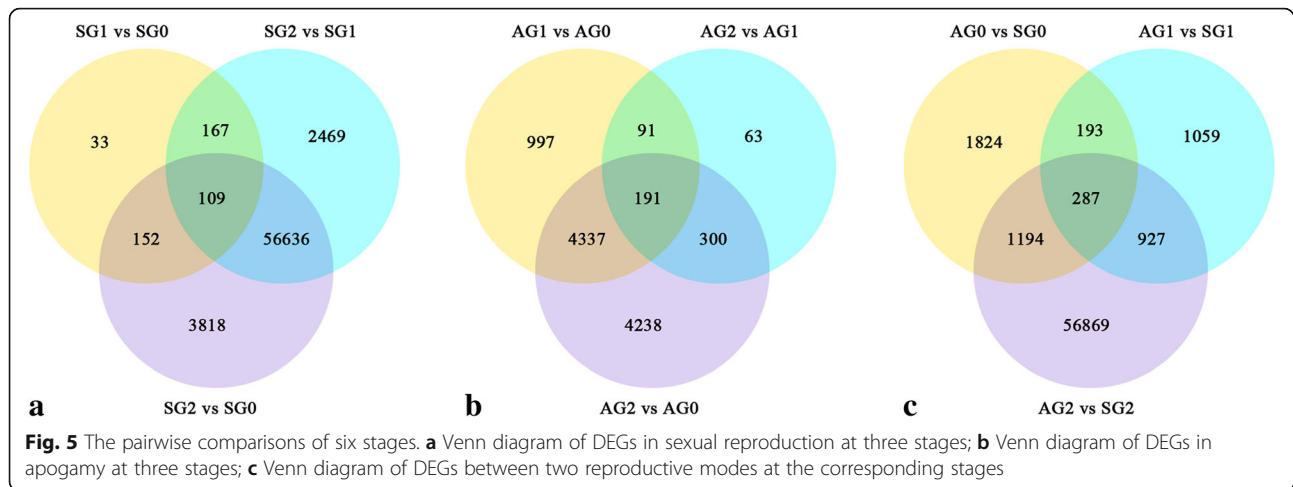 SG1 vs SG0
SG2 vs SG1
33
167
2469
109
152
56636
3818
a
SG2 vs SG0
AG1 vs AG0
AG2 vs AG1
997
91
63
191
4337
300
4238
b
AG2 vs AG0
AG0 vs SG0
AG1 vs SG1
1824
193
1059
287
1194
927
56869
c
AG2 vs SG2
Fig. 5 The pairwise comparisons of six stages. a Venn diagram of DEGs in sexual reproduction at three stages; b Venn diagram of DEGs in
apogamy at three stages; c Venn diagram of DEGs between two reproductive modes at the corresponding stages